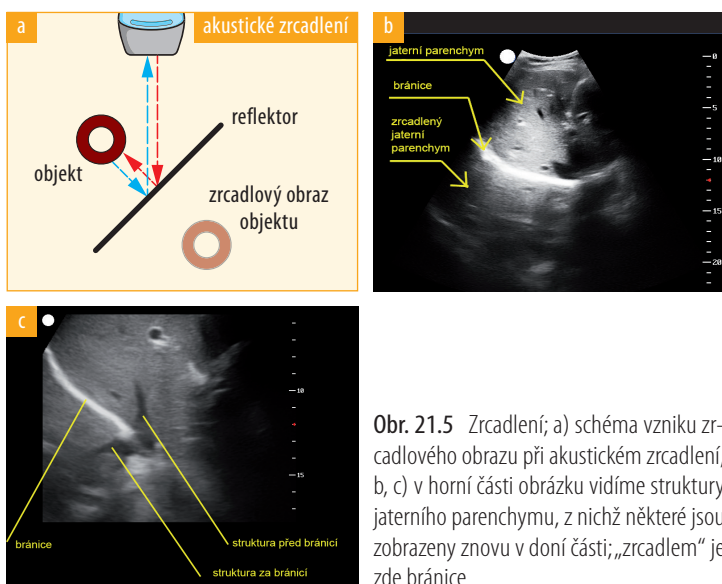 a
akustické zrcadlení
reflektor
objekt
zrcadlový obraz
objektu
b
jaterní parenchym
bránice
zrcadlený
jaterní
parenchym
0
5
10
15
20
c
10
15
bránice
struktura před bránicí
struktura za bránicí
Obr. 21.5 Zrcadlení; a) schéma vzniku zr-
cadlového obrazu při akustickém zrcadlení,
b, c) v horní části obrázku vidíme struktury
jaterního parenchymu, z nichž některé jsou
zobrazeny znovu v doní části; „zrcadlem“ je
zde bránice